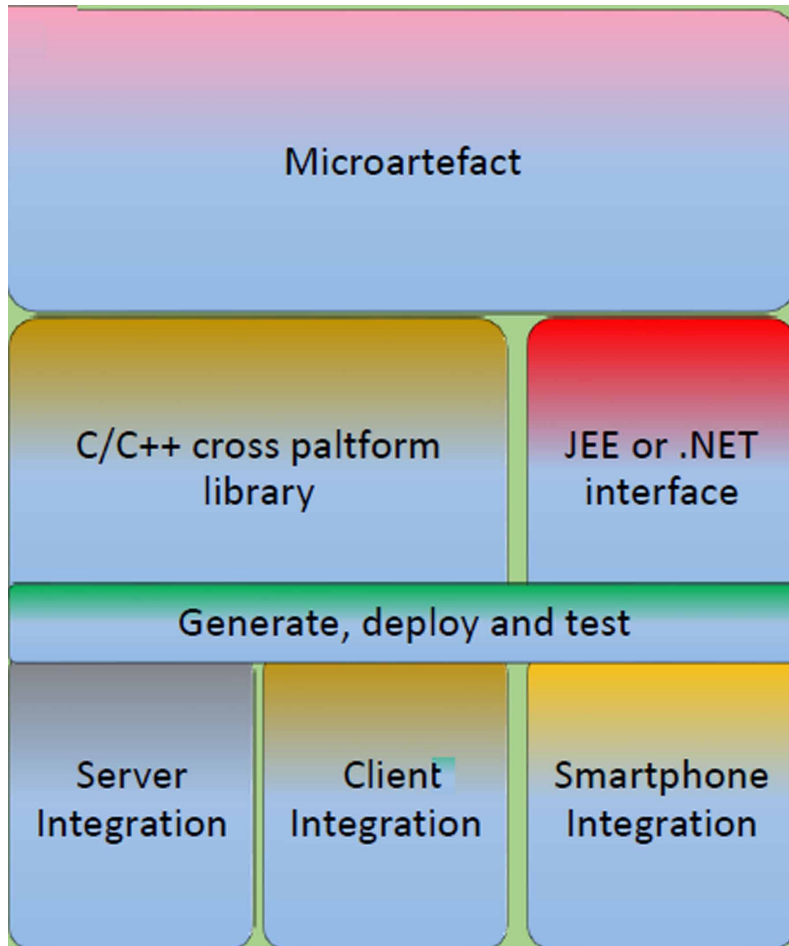 Microartefact
C/C++ cross paltform
library
JEE or .NET
interface
Generate, deploy and test
Server
Integration
Client
Integration
Smartphone
Integration